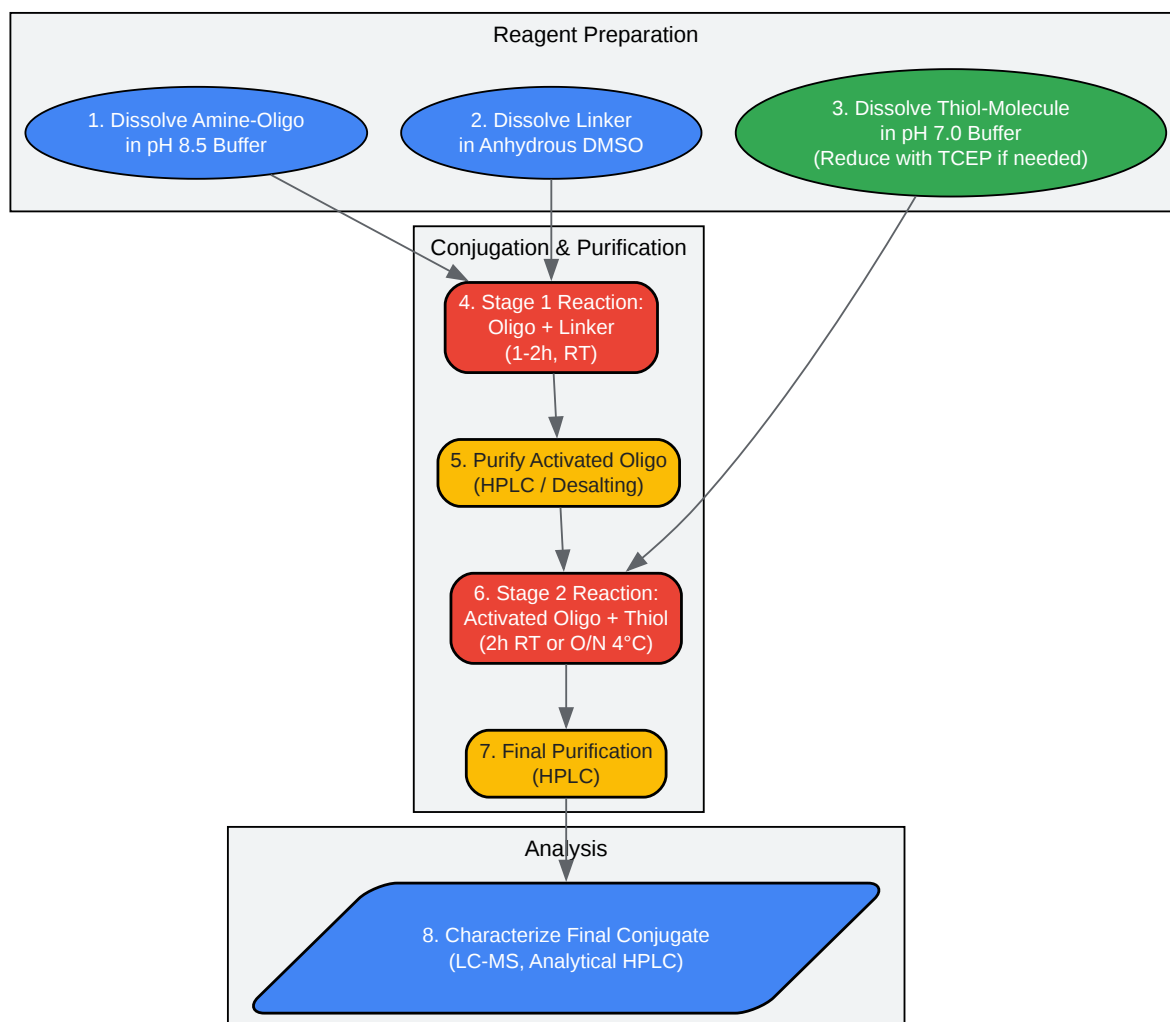 Reagent Preparation
1. Dissolve Amine-Oligo
in pH 8.5 Buffer
2. Dissolve Linker
in Anhydrous DMSO
3. Dissolve Thiol-Molecule
in pH 7.0 Buffer
(Reduce with TCEP if needed)
Conjugation & Purification
4. Stage 1 Reaction:
Oligo + Linker
(1-2h, RT)
5. Purify Activated Oligo
(HPLC / Desalting)
6. Stage 2 Reaction:
Activated Oligo + Thiol
(2h RT or O/N 4°C)
7. Final Purification
(HPLC)
Analysis
8. Characterize Final Conjugate
(LC-MS, Analytical HPLC)